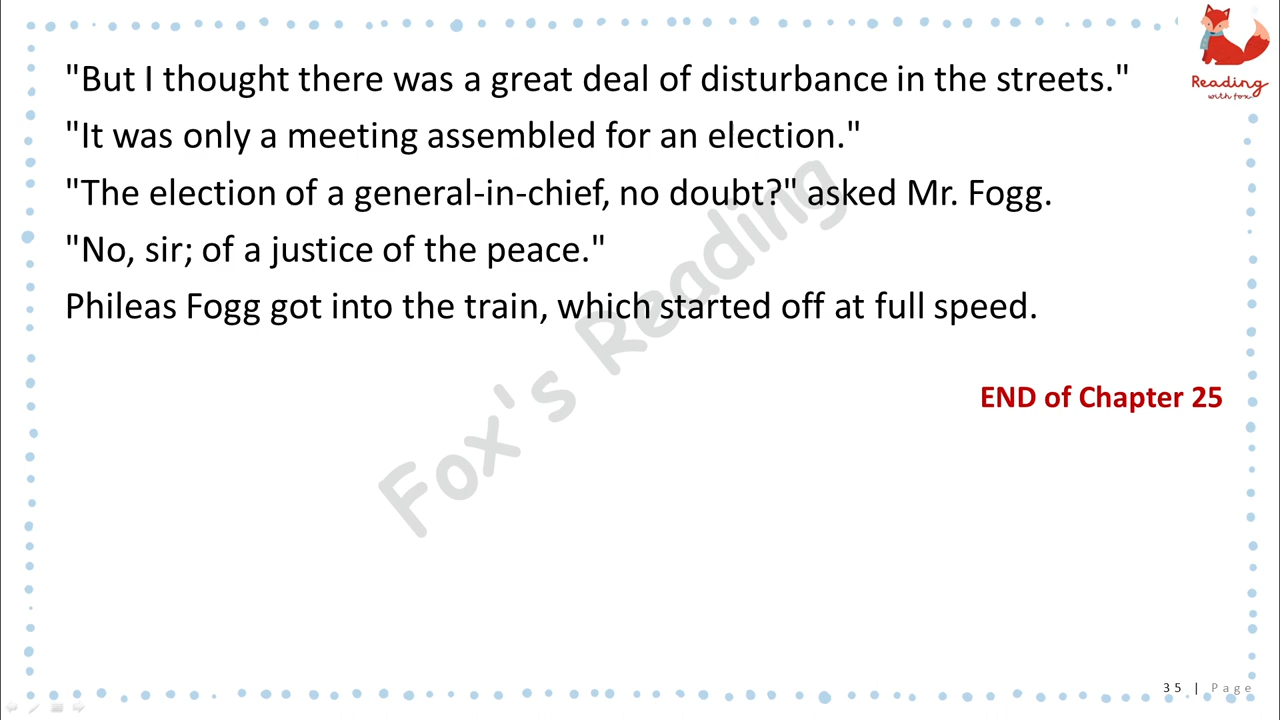 "But I thought there was a great deal of disturbance in the streets."
"It was only a meeting assembled for an election."
"The election of a general-in-chief, no doubt?" asked Mr. Fogg.
"No, sir; of a justice of the peace."
Phileas Fogg got into the train, which started off at full speed.
END of Chapter 25
Fox's Reading
Reading
with fox
35 | Page